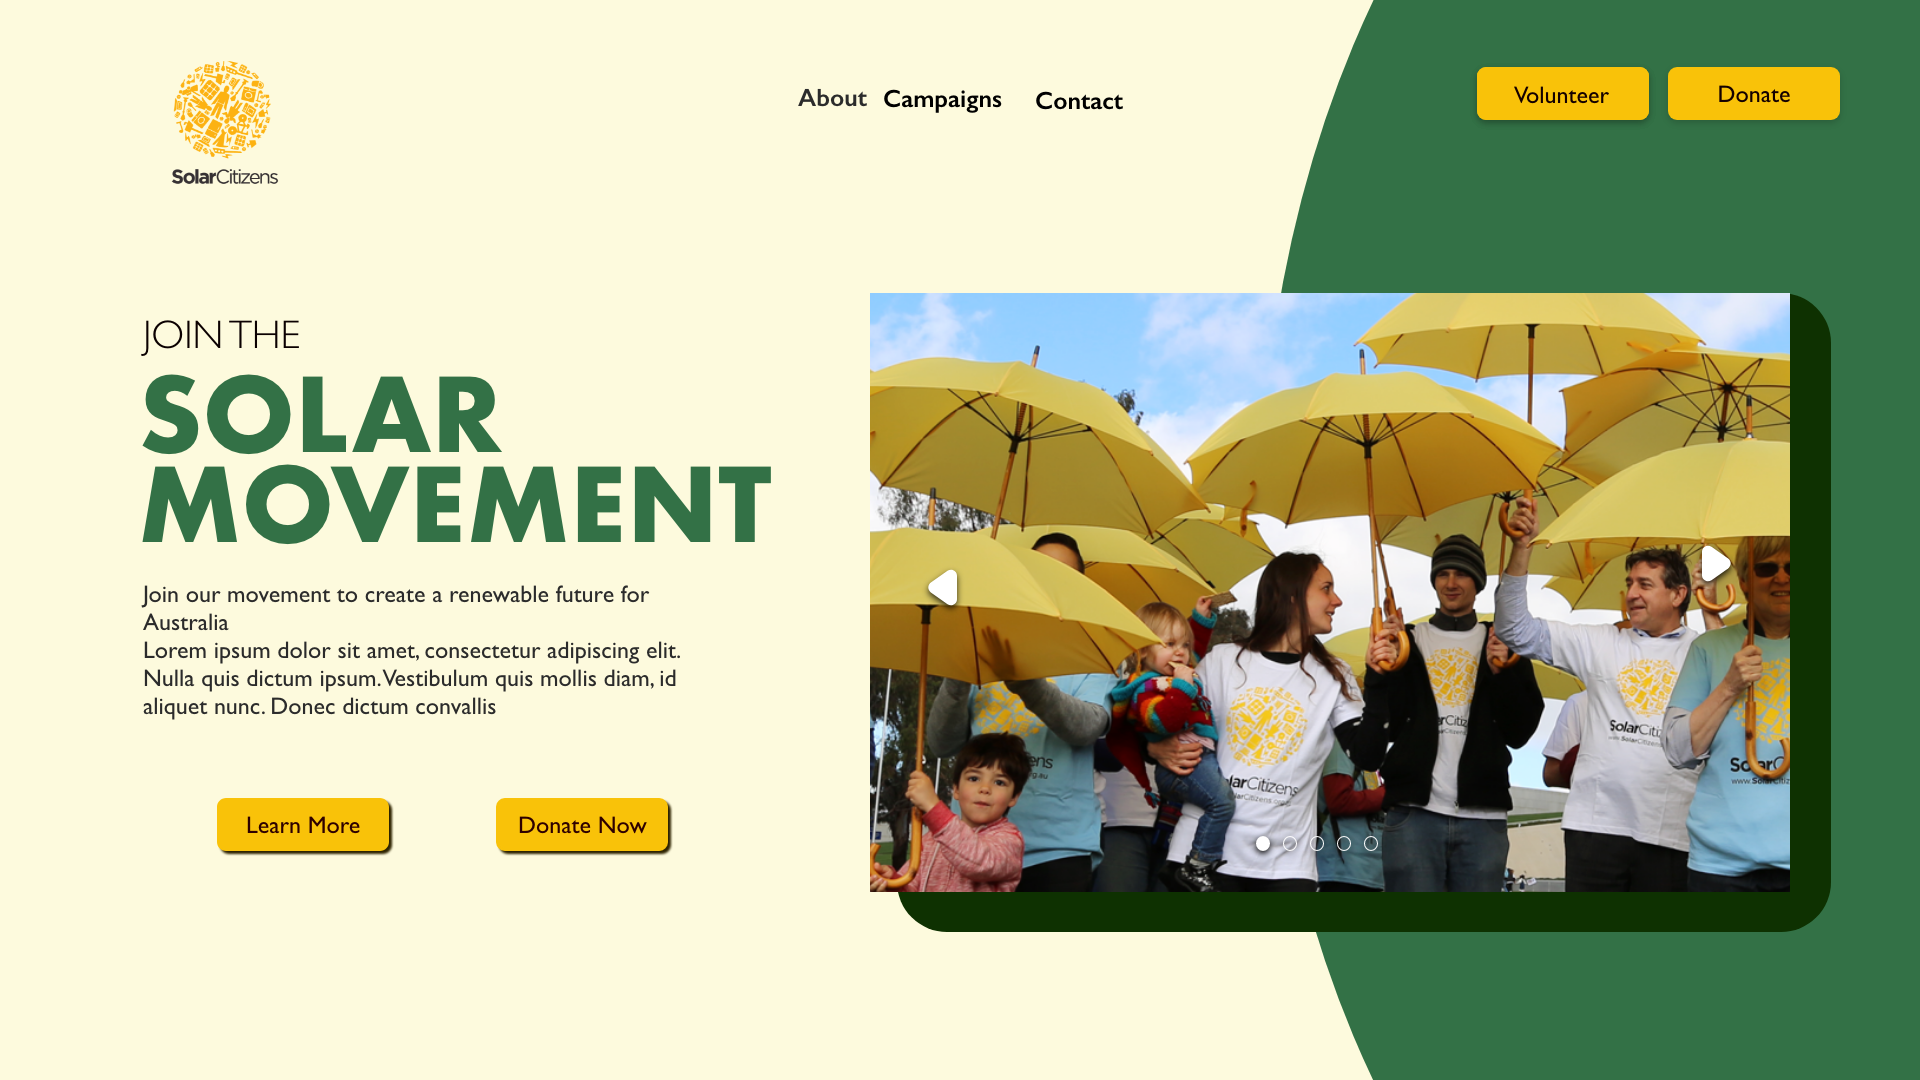 SolarCitizens
About Campaigns Contact
Volunteer
Donate
JOIN THE
SOLAR
MOVEMENT
Join our movement to create a renewable future for
Australia
Lorem ipsum dolor sit amet, consectetur adipiscing elit.
Nulla quis dictum ipsum. Vestibulum quis mollis diam, id
aliquet nunc. Donec dictum convallis
Learn More
Donate Now
larCitizens